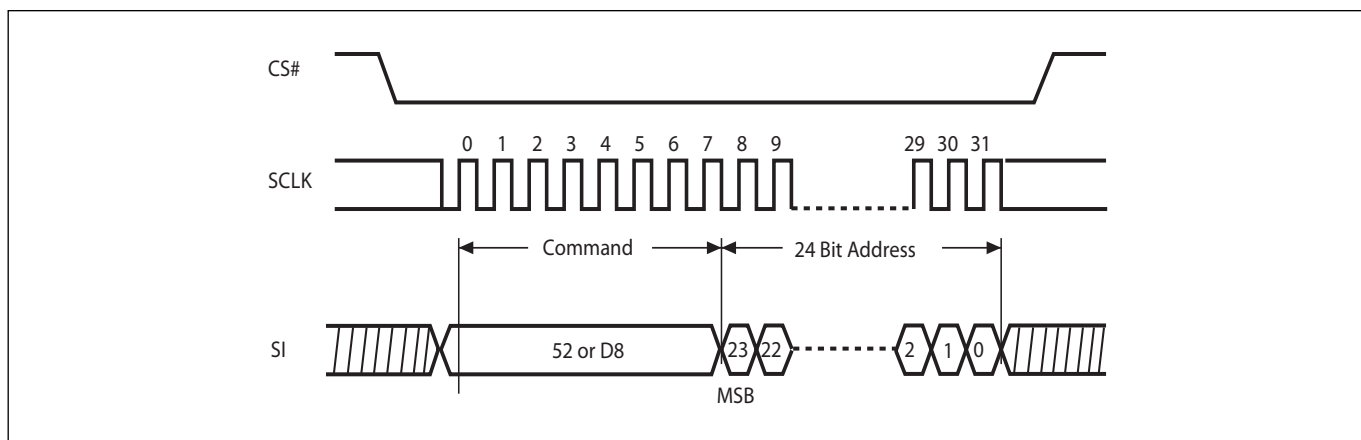 CS#
0 1 2 3 4 5 6 7 8 9 29 30 31
SCLK
Command 24 Bit Address
SI 52 or D8 23 22 2 1 0
MSB